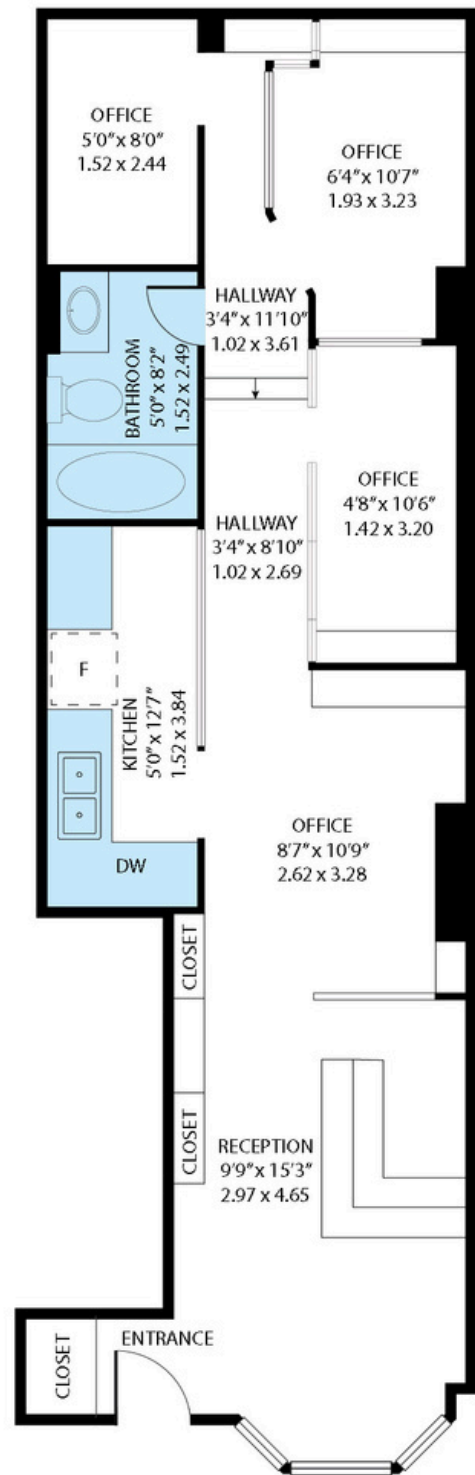 OFFICE
5'0" x 8'0"
1.52 x 2.44
OFFICE
6'4" x 10'7"
1.93 x 3.23
HALLWAY
3'4" x 11'10"
1.02 x 3.61
BATHROOM
5'0" x 8'2"
1.52 x 2.49
OFFICE
4'8" x 10'6"
1.42 x 3.20
HALLWAY
3'4" x 8'10"
1.02 x 2.69
F
KITCHEN
5'0" x 12'7"
1.52 x 3.84
DW
OFFICE
8'7" x 10'9"
2.62 x 3.28
CLOSET
CLOSET
RECEPTION
9'9" x 15'3"
2.97 x 4.65
ENTRANCE
CLOSET